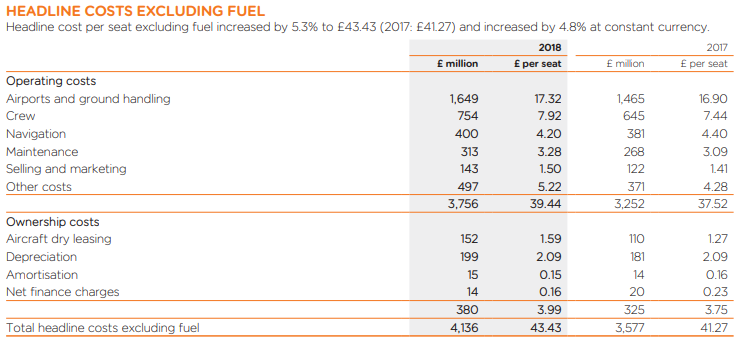 HEADLINE COSTS EXCLUDING FUEL
Headline cost per seat excluding fuel increased by 5.3% to £43.43 (2017: £41.27) and increased by 4.8% at constant currency.
2018 2017
£ million £ per seat £ million £ per seat
Operating costs
Airports and ground handling 1,649 17.32 1,465 16.90
Crew 754 7.92 645 7.44
Navigation 400 4.20 381 4.40
Maintenance 313 3.28 268 3.09
Selling and marketing 143 1.50 122 1.41
Other costs 497 5.22 371 4.28
3,756 39.44 3,252 37.52
Ownership costs
Aircraft dry leasing 152 1.59 110 1.27
Depreciation 199 2.09 181 2.09
Amortisation 15 0.15 14 0.16
Net finance charges 14 0.16 20 0.23
380 3.99 325 3.75
Total headline costs excluding fuel 4,136 43.43 3,577 41.27